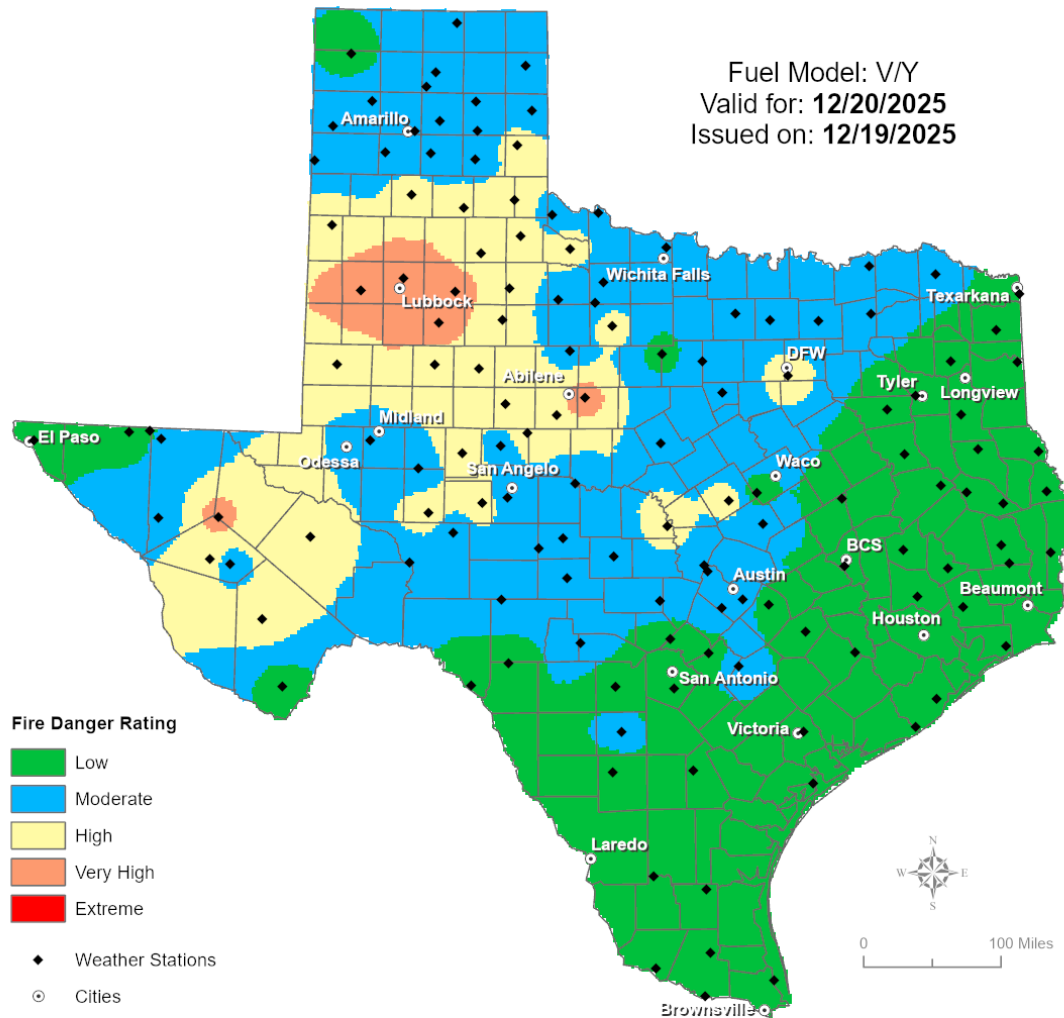 Fuel Model: V/Y
Valid for: 12/20/2025
Issued on: 12/19/2025
Amarillo
Wichita Falls
Lubbock
Texarkana
DFW
Abilene
Tyler
Longview
Midland
El Paso
Odessa
San Angelo
Waco
BCS
Austin
Beaumont
Houston
San Antonio
Victoria
Laredo
Brownsville
Fire Danger Rating
Low
Moderate
High
Very High
Extreme
Weather Stations
Cities
N
W E
S
0 100 Miles